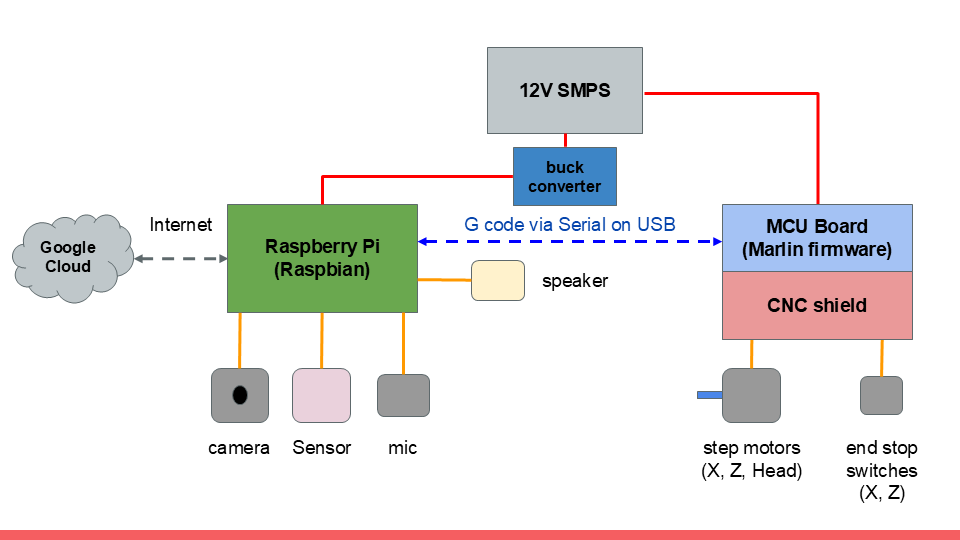 12V SMPS
buck
converter
Internet
G code via Serial on USB
Google
Cloud
Raspberry Pi
(Raspbian)
MCU Board
(Marlin firmware)
speaker
CNC shield
camera
Sensor
mic
step motors
(X, Z, Head)
end stop
switches
(X, Z)